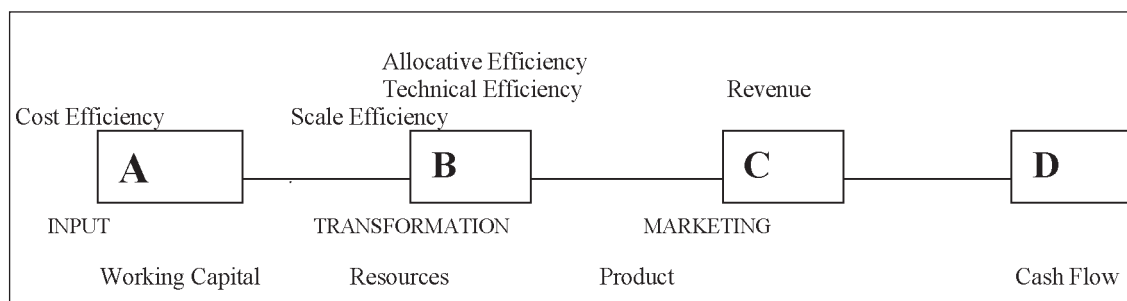 Allocative Efficiency
Technical Efficiency
Revenue
Cost Efficiency
Scale Efficiency
A
B
C
D
INPUT
TRANSFORMATION
MARKETING
Working Capital
Resources
Product
Cash Flow